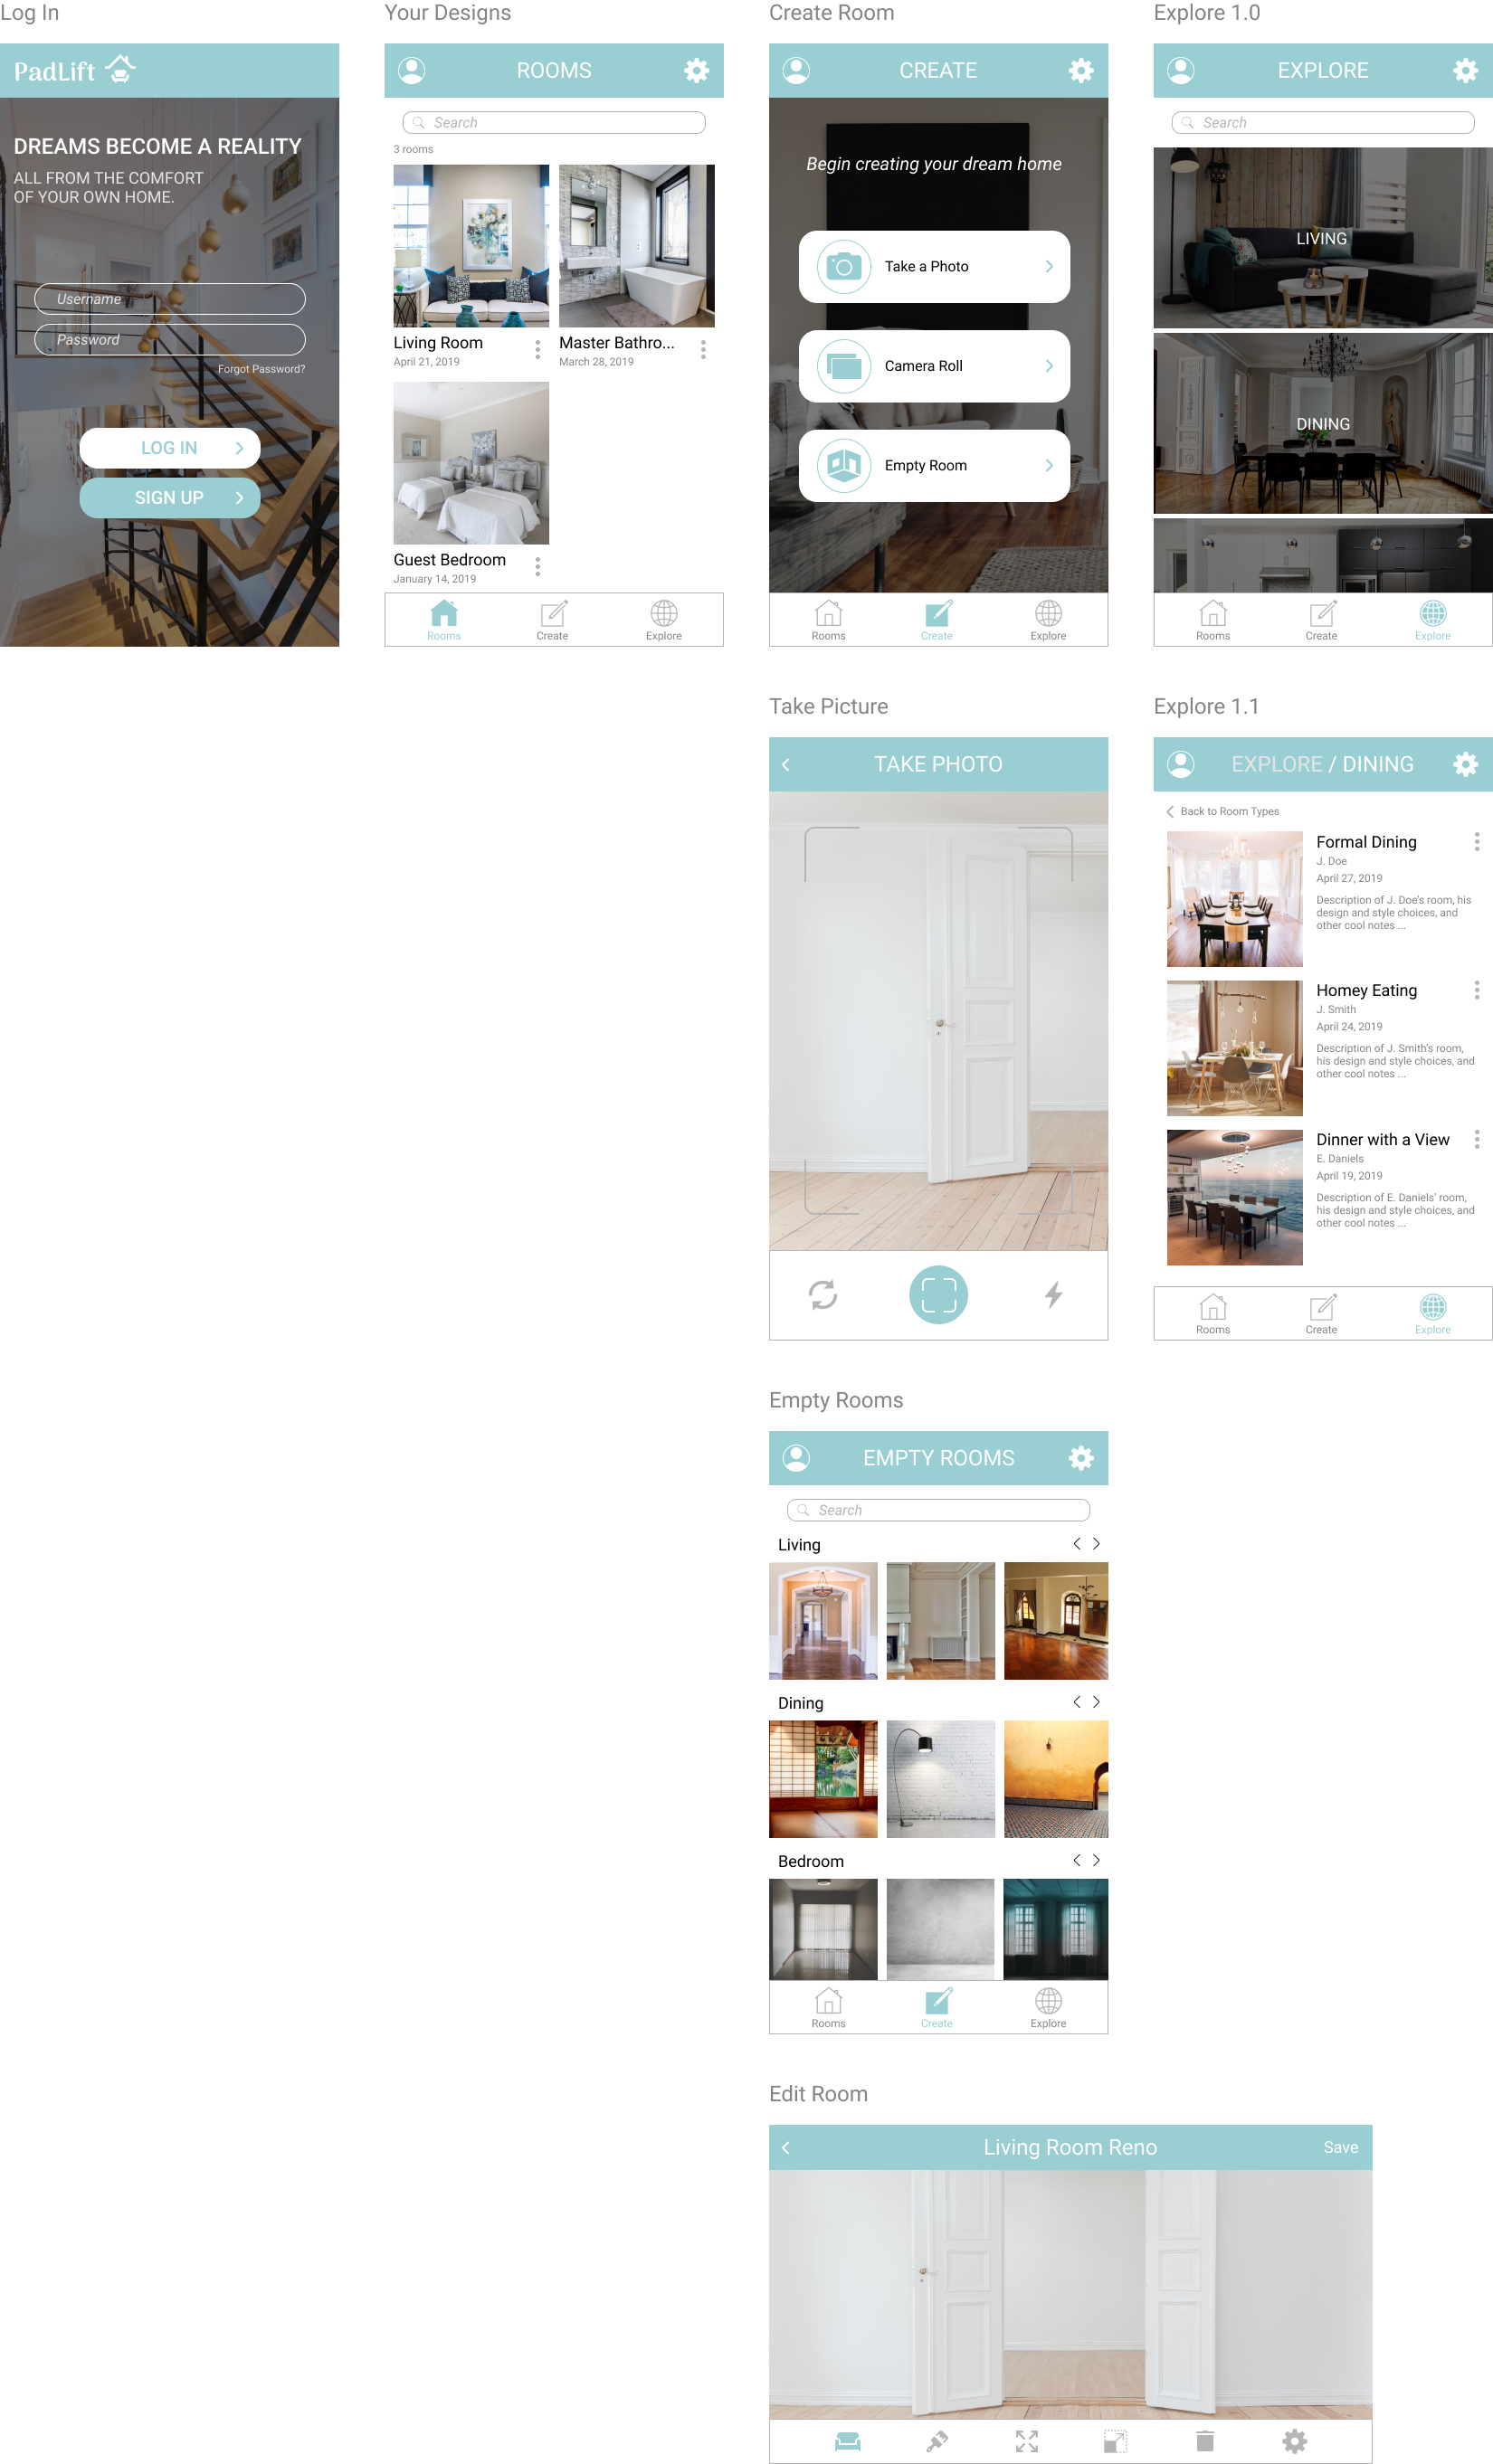 Log In
PadLift
DREAMS BECOME A REALITY
ALL FROM THE COMFORT
OF YOUR OWN HOME.
Username
Password
Forgot Password?
LOG IN
SIGN UP
Your Designs
ROOMS
Search
3 rooms
Living Room
April 21, 2019
Master Bathro...
March 28, 2019
Guest Bedroom
January 14, 2019
Rooms
Create
Explore
Create Room
CREATE
Begin creating your dream home
Take a Photo
Camera Roll
Empty Room
Rooms
Create
Explore
Explore 1.0
EXPLORE
Search
LIVING
DINING
Rooms
Create
Explore
Take Picture
TAKE PHOTO
Explore 1.1
EXPLORE / DINING
Back to Room Types
Formal Dining
J. Doe
April 27, 2019
Description of J. Doe's room, his
design and style choices, and
other cool notes ...
Homey Eating
J. Smith
April 24, 2019
Description of J. Smith's room,
his design and style choices, and
other cool notes ...
Dinner with a View
E. Daniels
April 19, 2019
Description of E. Daniels' room,
his design and style choices, and
other cool notes ...
Rooms
Create
Explore
Empty Rooms
EMPTY ROOMS
Search
Living
Dining
Bedroom
Rooms
Create
Explore
Edit Room
Living Room Reno
Save